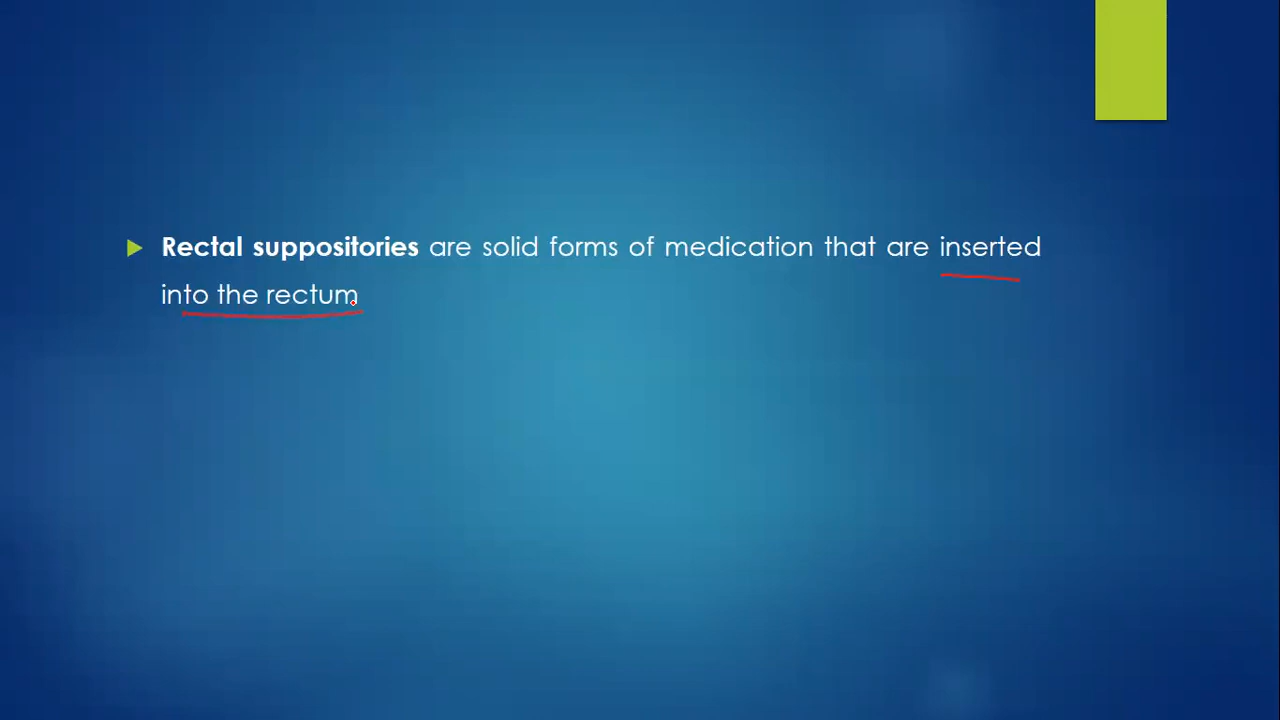 Rectal suppositories are solid forms of medication that are inserted
into the rectum